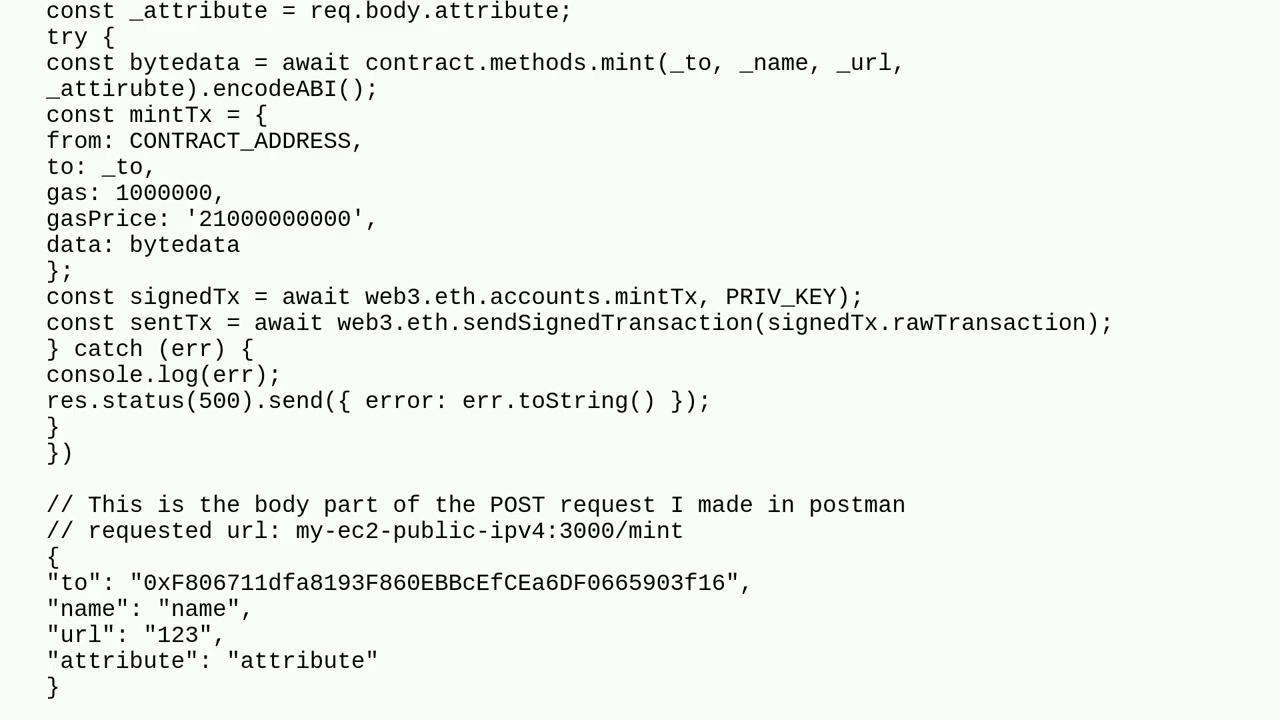 const _attribute = req.body.attribute;
try {
const bytedata = await contract.methods.mint(_to, _name, _url,
_attirubte).encodeABI();
const mintTx = {
from: CONTRACT_ADDRESS,
to: _to,
gas: 1000000,
gasPrice: '21000000000',
data: bytedata
};
const signedTx = await web3.eth.accounts.mintTx, PRIV_KEY);
const sentTx = await web3.eth.sendSignedTransaction(signedTx.rawTransaction);
} catch (err) {
console.log(err);
res.status(500).send({ error: err.toString() });
}
})

// This is the body part of the POST request I made in postman
// requested url: my-ec2-public-ipv4:3000/mint
{
"to": "0xF806711dfa8193F860EBBcEfCEa6DF0665903f16",
"name": "name",
"url": "123",
"attribute": "attribute"
}